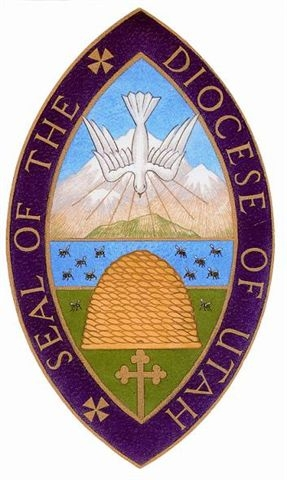 SEAL OF THE
DIOCESE OF UTAH